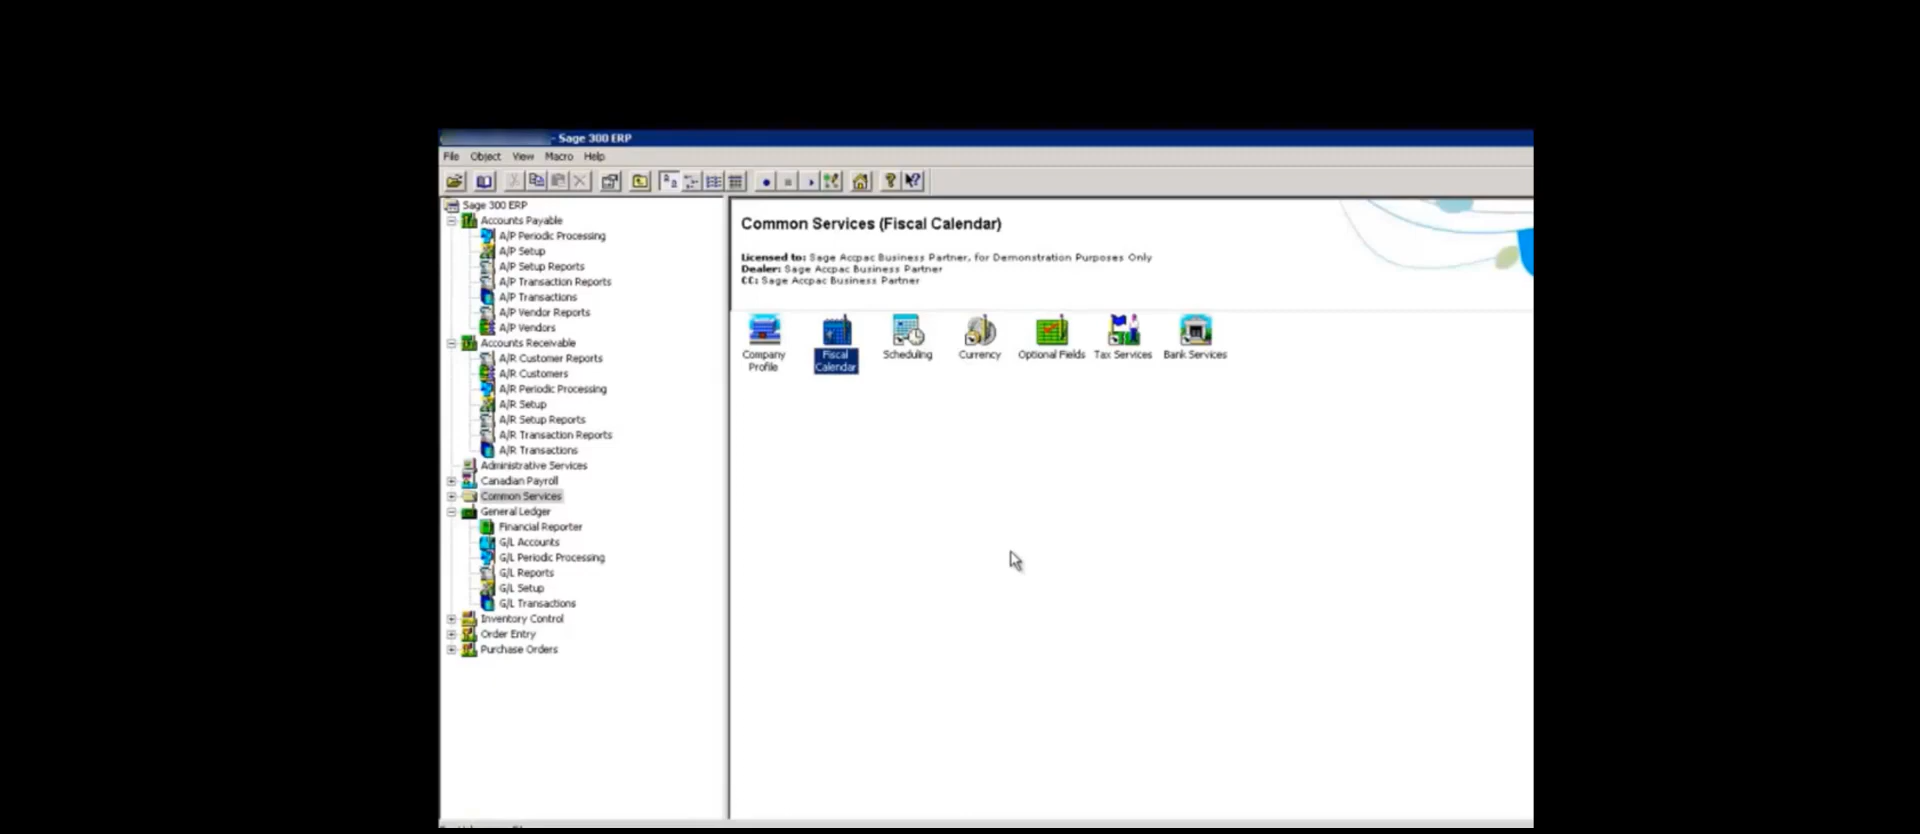 - Sage 300 ERP
File Object View Macro Help
Sage 300 ERP
Accounts Payable
A/P Periodic Processing
A/P Setup
A/P Setup Reports
A/P Transaction Reports
A/P Transactions
A/P Vendor Reports
A/P Vendors
Accounts Receivable
A/R Customer Reports
A/R Customers
A/R Periodic Processing
A/R Setup
A/R Setup Reports
A/R Transaction Reports
A/R Transactions
Administrative Services
Canadian Payroll
Common Services
General Ledger
Financial Reporter
G/L Accounts
G/L Periodic Processing
G/L Reports
G/L Setup
G/L Transactions
Inventory Control
Order Entry
Purchase Orders
Common Services (Fiscal Calendar)
Licensed to: Sage Accpac Business Partner, for Demonstration Purposes Only
Dealer: Sage Accpac Business Partner
CC: Sage Accpac Business Partner
Company Profile
Fiscal Calendar
Scheduling
Currency
Optional Fields
Tax Services
Bank Services